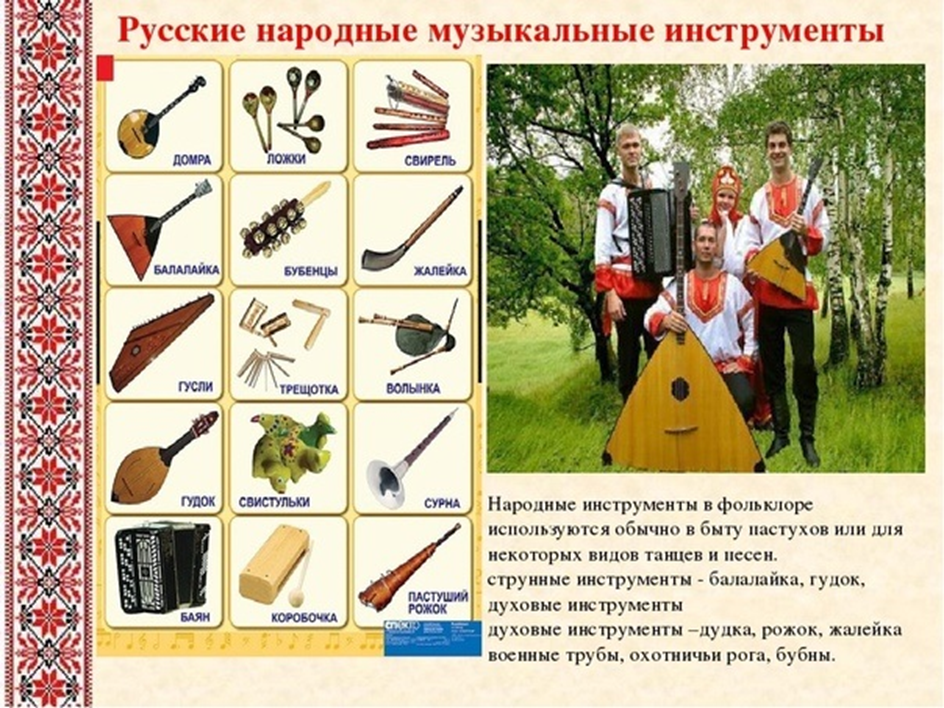 Русские народные музыкальные инструменты
ДОМРА
ЛОЖКИ
СВИРЕЛЬ
БАЛАЛАЙКА
БУБЕНЦЫ
ЖАЛЕЙКА
ГУСЛИ
ТРЕЩОТКА
ВОЛЫНКА
ГУДОК
СВИСТУЛЬКИ
СУРНА
БАЯН
КОРОБОЧКА
ПАСТУШИЙ
РОЖОК
Народные инструменты в фольклоре
используются обычно в быту пастухов или для
некоторых видов танцев и песен.
струнные инструменты - балалайка, гудок,
духовые инструменты
духовые инструменты –дудка, рожок, жалейка
военные трубы, охотничьи рога, бубны.